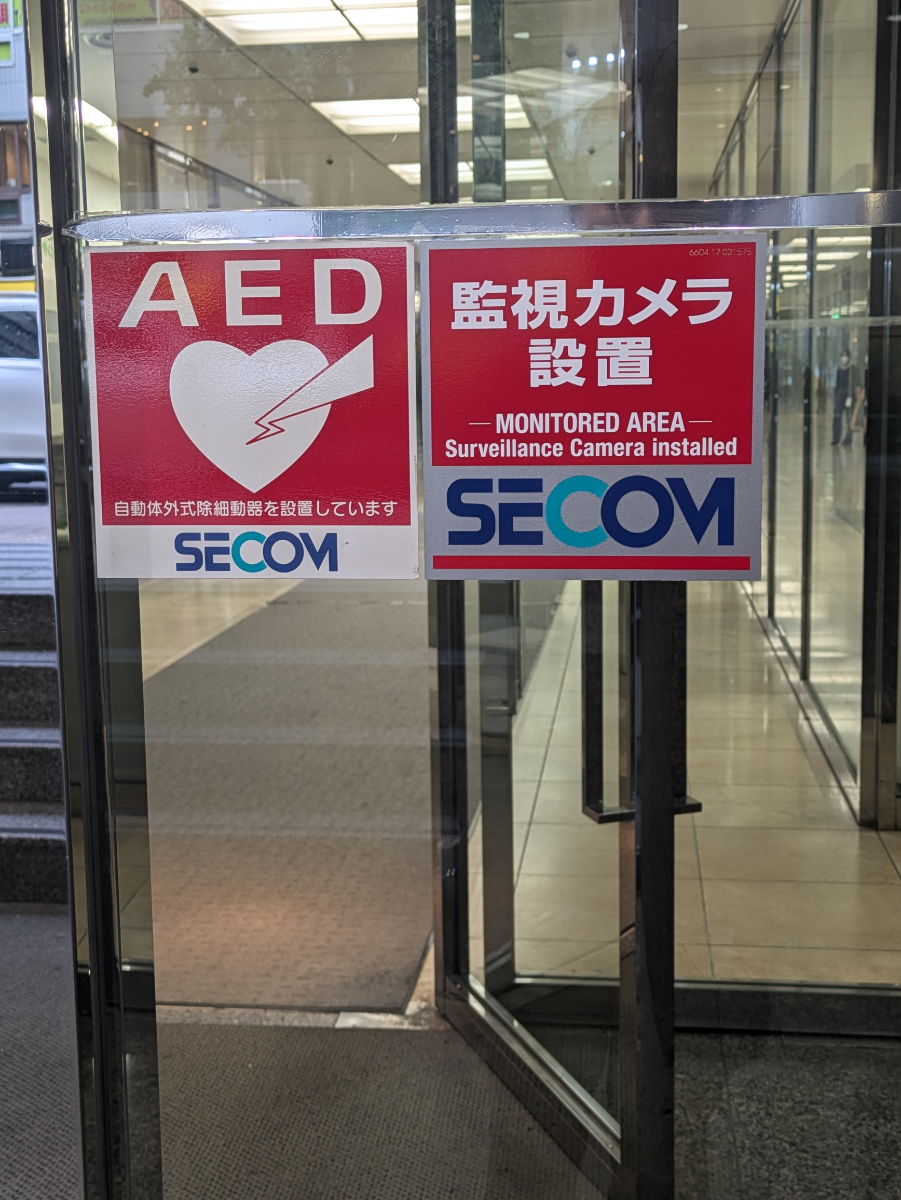 AED
自動体外式除細動器を設置しています
SECOM
6604 17 021575
監視カメラ
設置
MONITORED AREA
Surveillance Camera installed
SECOM